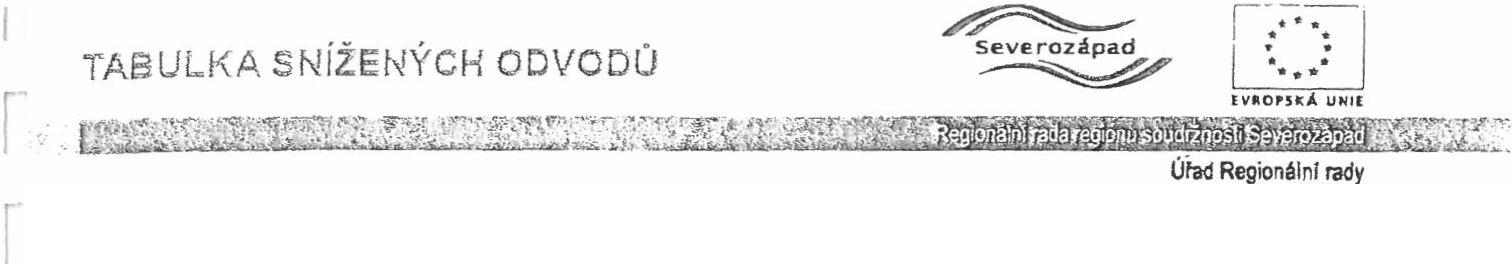 TABULKA SNÍŽENÝCH ODVODŮ
Severozápad
EVROPSKÁ UNIE
Regionální rada regionu soudržnosti Severozápad
Úřad Regionální rady